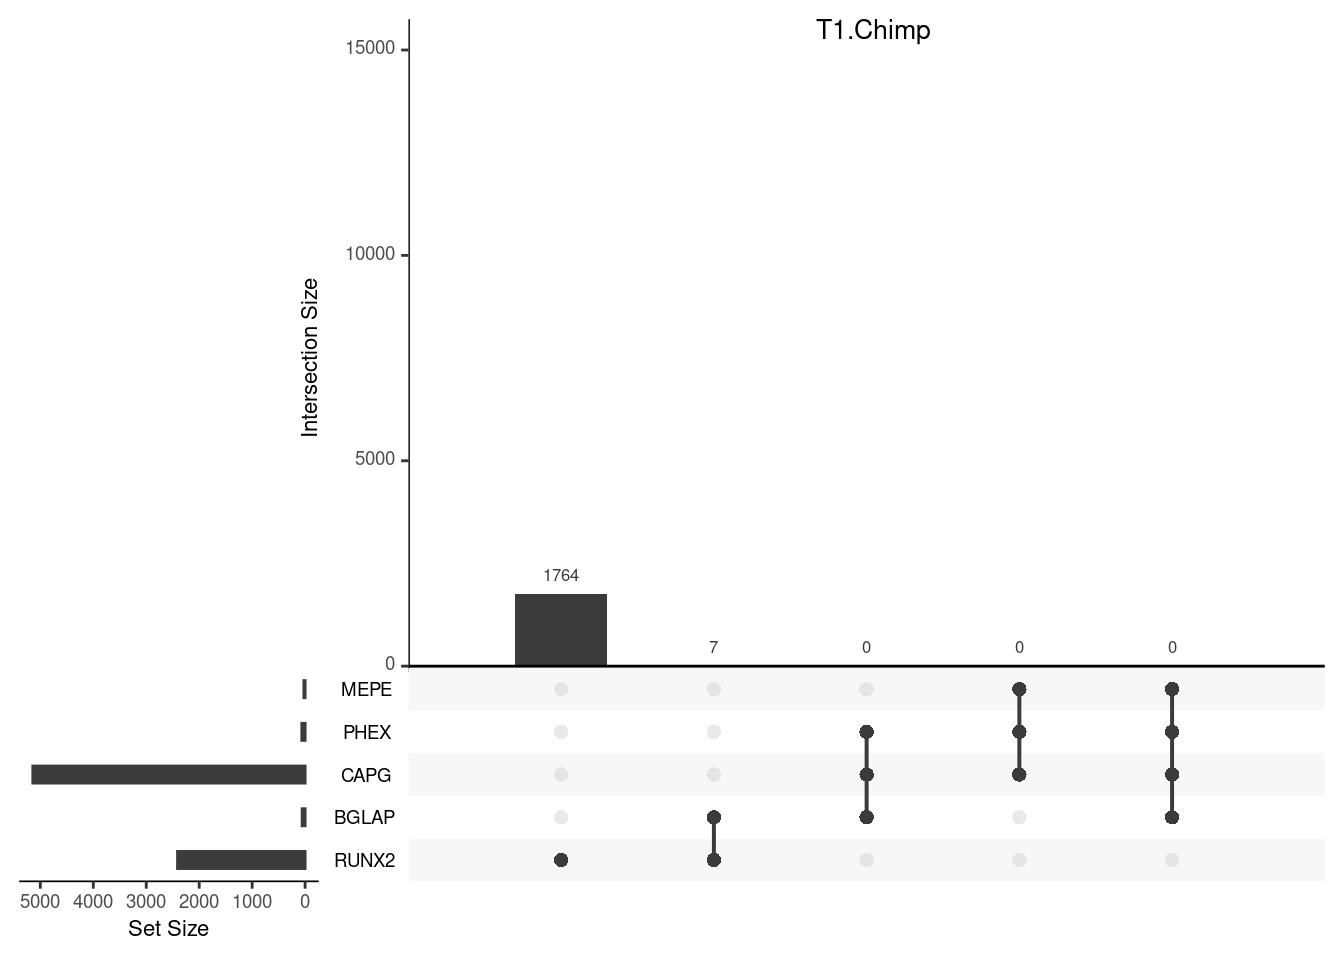 T1.Chimp
15000
10000
5000
0
Intersection Size
1764
7
0
0
0
MEPE
PHEX
CAPG
BGLAP
RUNX2
5000 4000 3000 2000 1000 0
Set Size